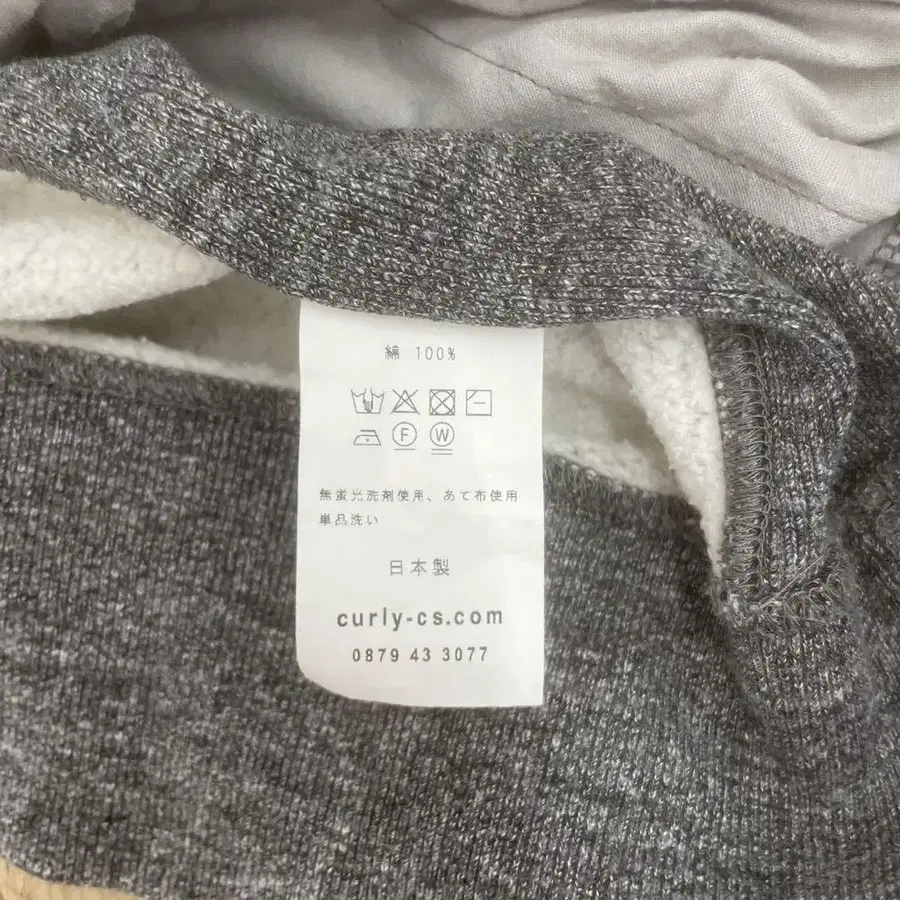 綿 100%
F W
無蛍光洗剤使用、あて布使用
単品洗い
日本製
curly-cs.com
0879 43 3077